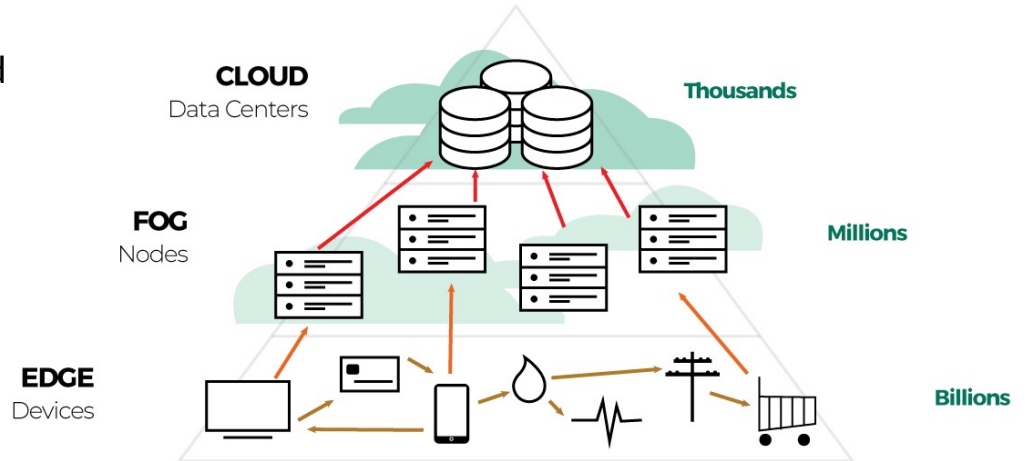 CLOUD
Data Centers
Thousands
FOG
Nodes
Millions
EDGE
Devices
Billions